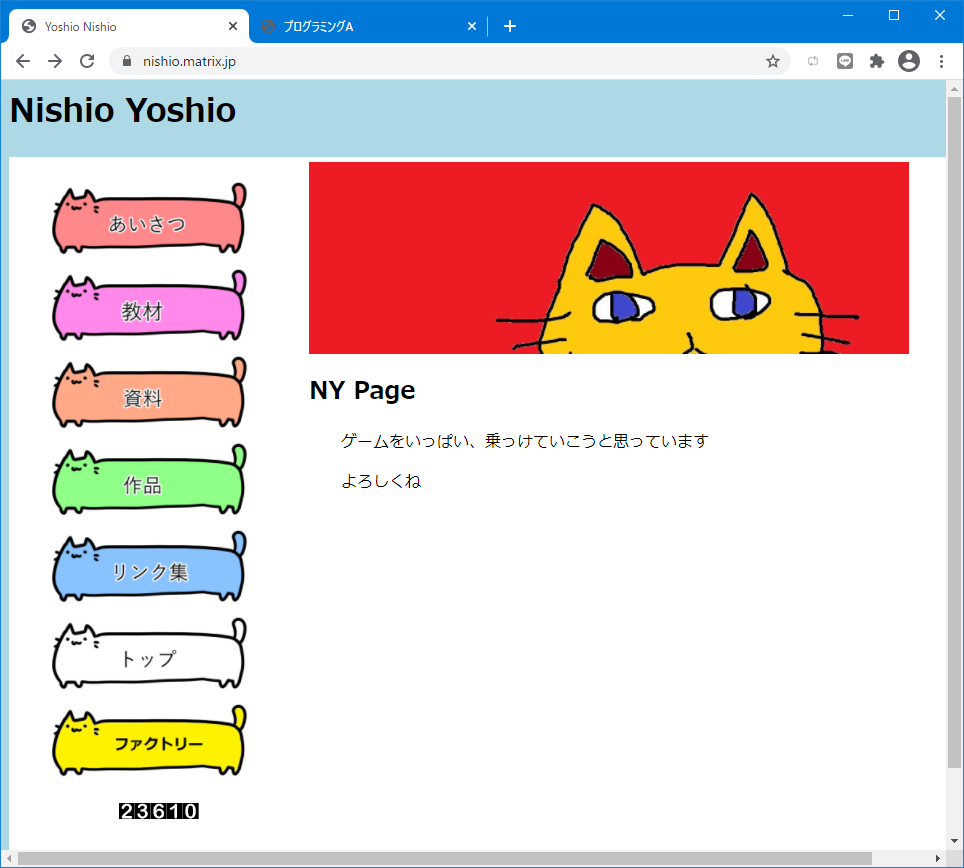 Yoshio Nishio
プログラミングA
nishio.matrix.jp
Nishio Yoshio
あいさつ
教材
資料
作品
リンク集
トップ
ファクトリー
23610
NY Page
ゲームをいっぱい、乗っけていこうと思っています
よろしくね